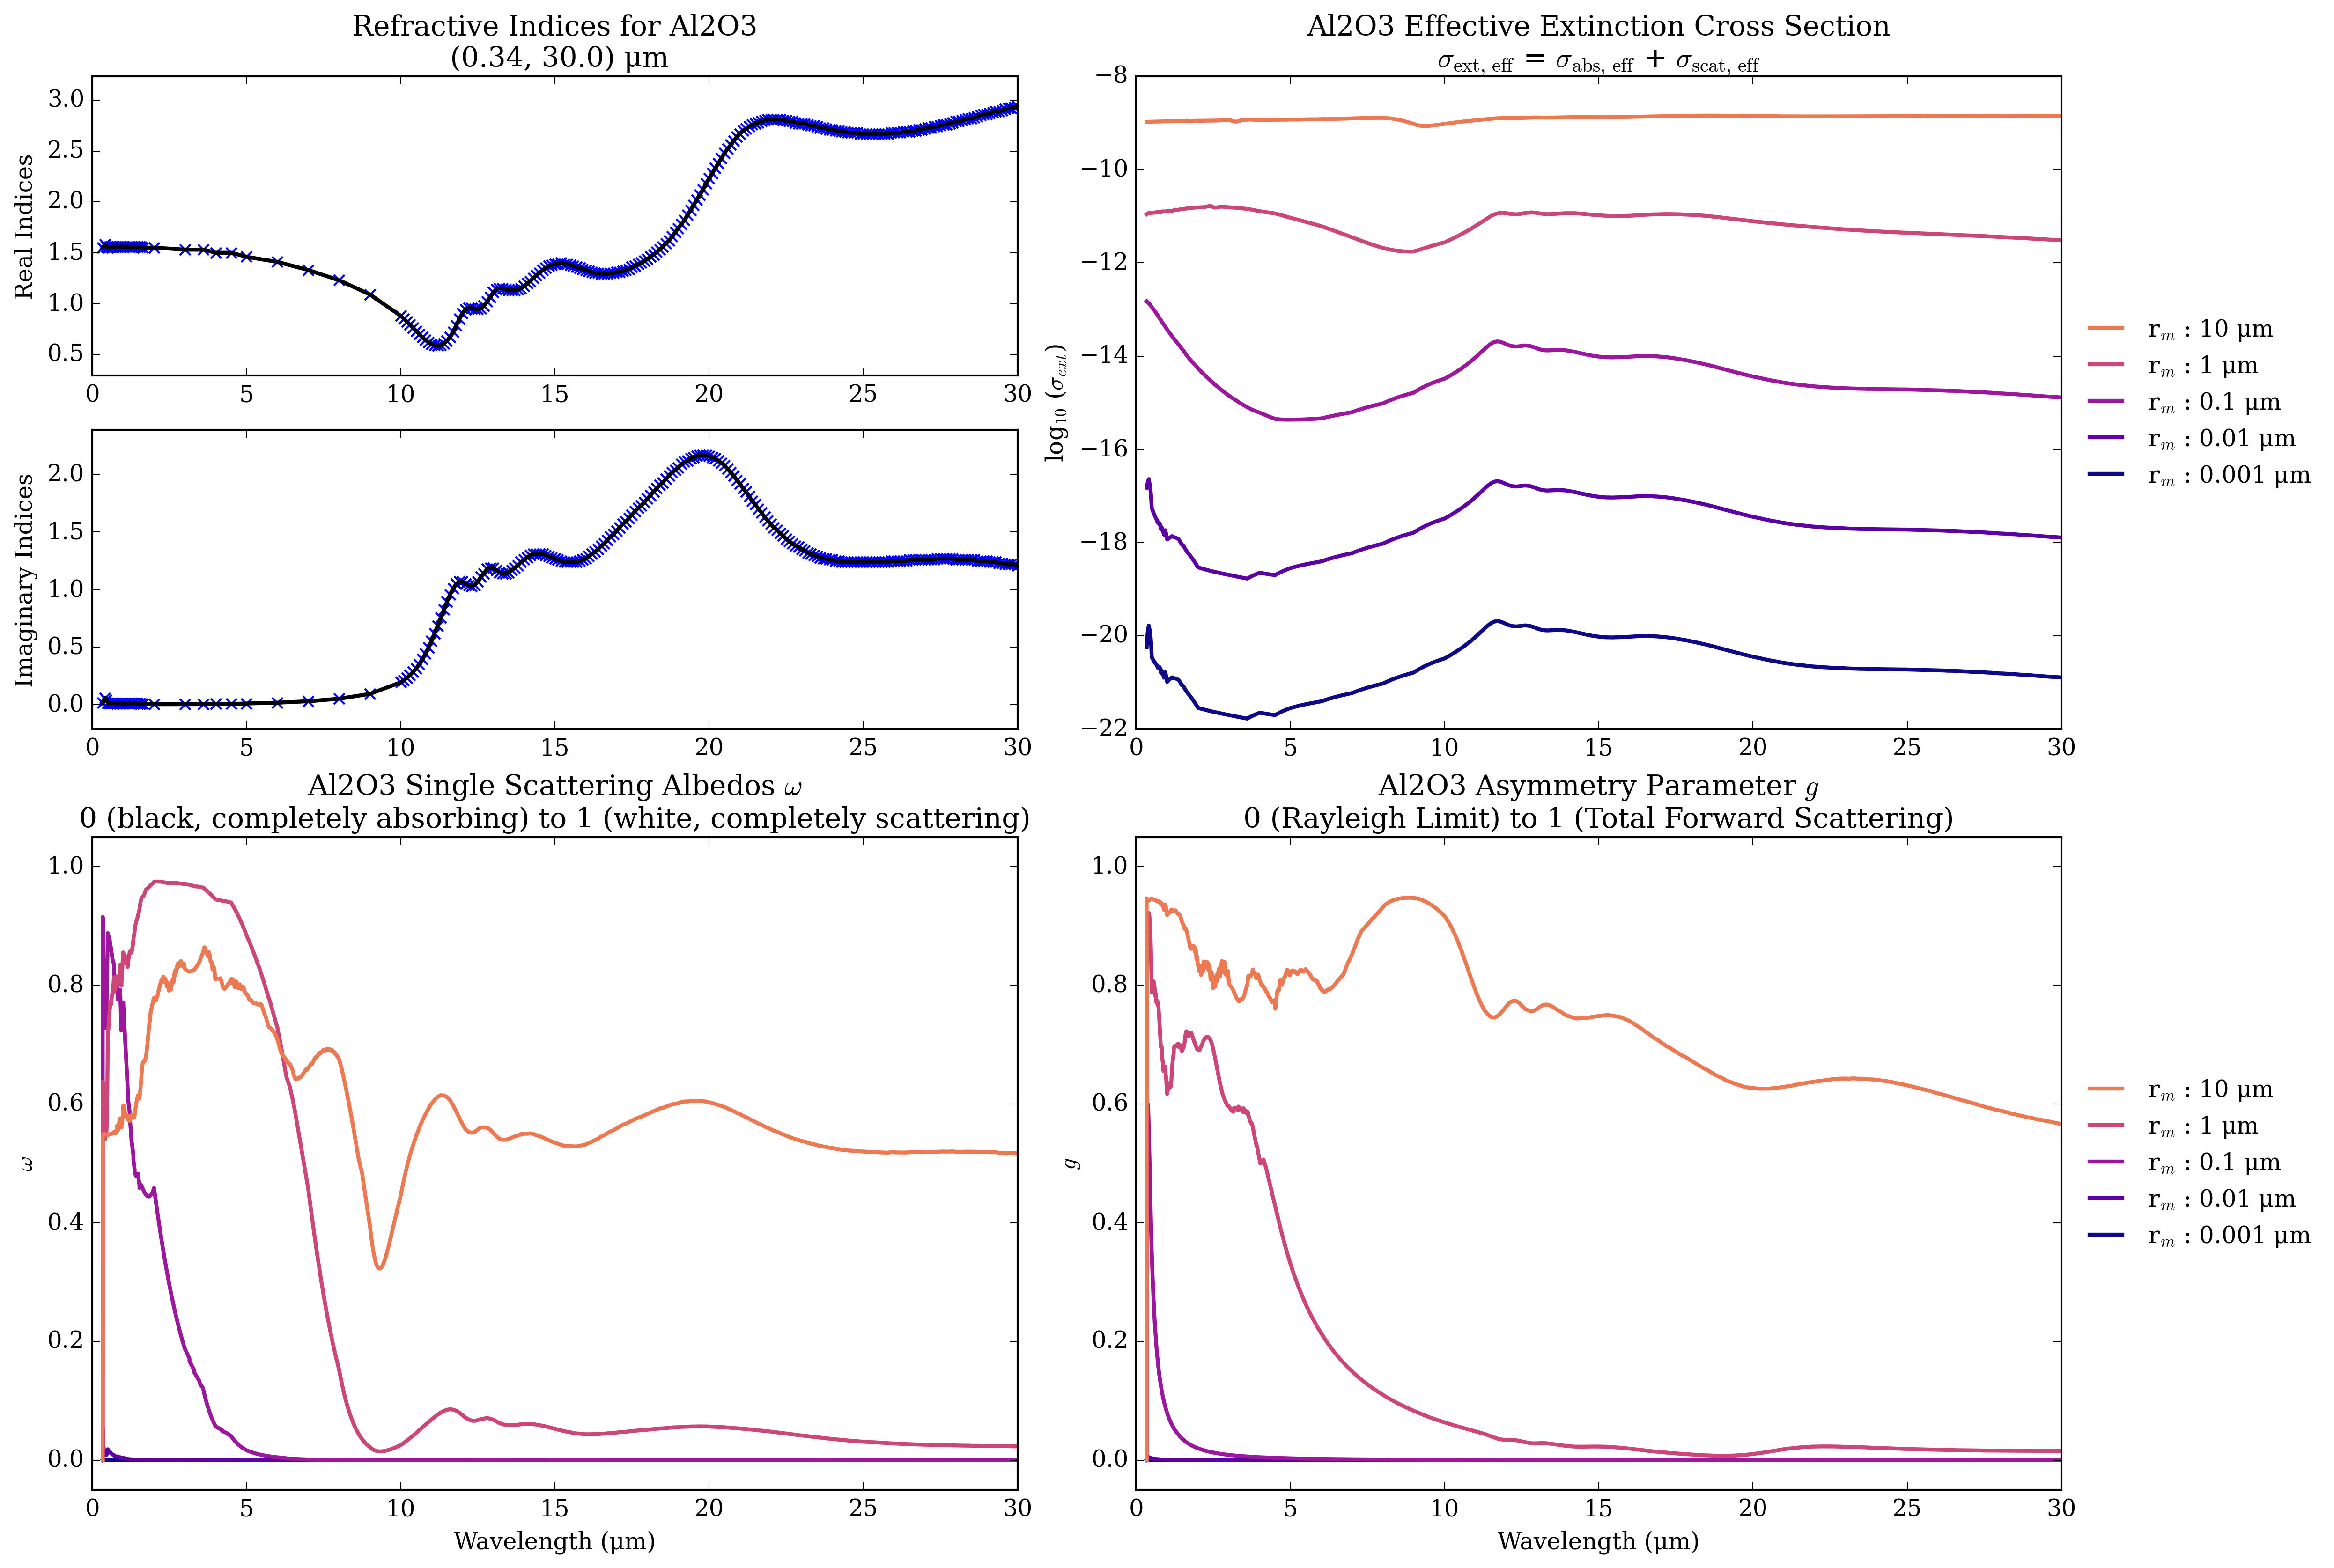 Refractive Indices for Al2O3
(0.34, 30.0) μm
Real Indices
3.0
2.5
2.0
1.5
1.0
0.5
0 5 10 15 20 25 30
Imaginary Indices
2.0
1.5
1.0
0.5
0.0
0 5 10 15 20 25 30
Al2O3 Effective Extinction Cross Section
σext, eff = σabs, eff + σscat, eff
log10 (σext)
−8
−10
−12
−14
−16
−18
−20
−22
0 5 10 15 20 25 30
rm : 10 μm
rm : 1 μm
rm : 0.1 μm
rm : 0.01 μm
rm : 0.001 μm
Al2O3 Single Scattering Albedos ω
0 (black, completely absorbing) to 1 (white, completely scattering)
ω
1.0
0.8
0.6
0.4
0.2
0.0
0 5 10 15 20 25 30
Wavelength (μm)
Al2O3 Asymmetry Parameter g
0 (Rayleigh Limit) to 1 (Total Forward Scattering)
g
1.0
0.8
0.6
0.4
0.2
0.0
0 5 10 15 20 25 30
Wavelength (μm)
rm : 10 μm
rm : 1 μm
rm : 0.1 μm
rm : 0.01 μm
rm : 0.001 μm